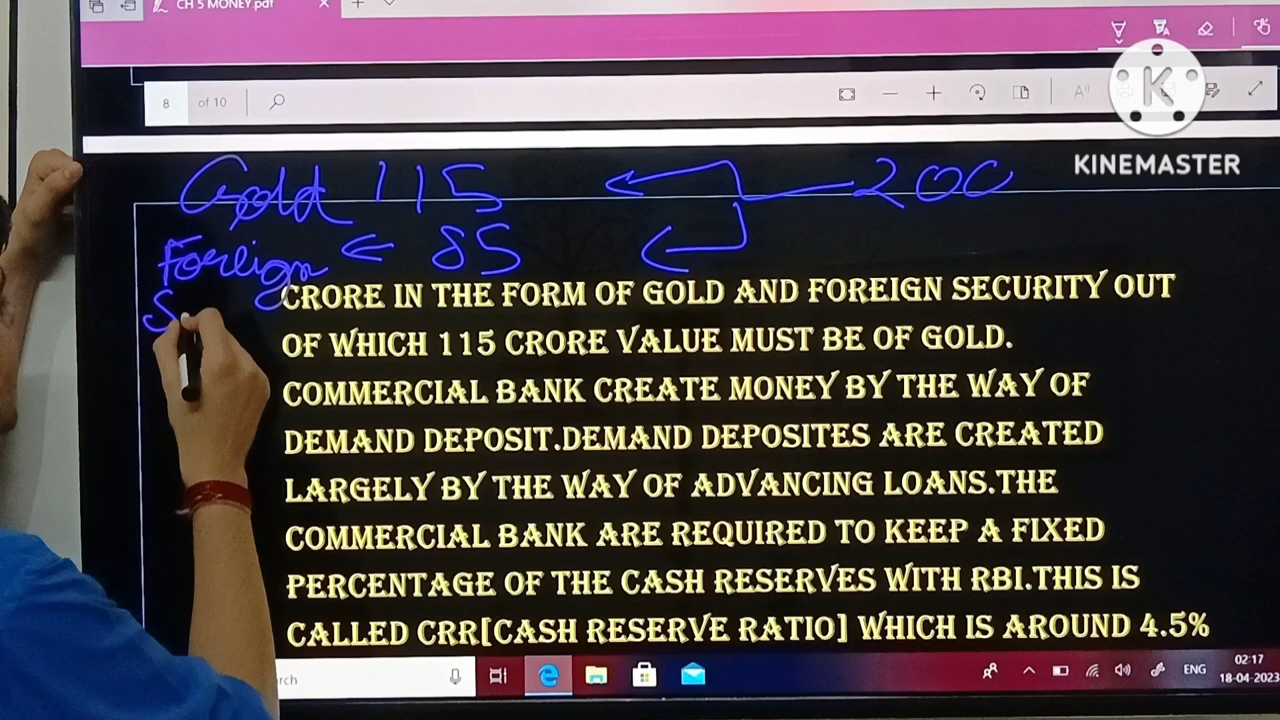 CH 5 MONEY.pdf
8 of 10
KINEMASTER
Gold 115 200
Foreign 85
S
CRORE IN THE FORM OF GOLD AND FOREIGN SECURITY OUT
OF WHICH 115 CRORE VALUE MUST BE OF GOLD.
COMMERCIAL BANK CREATE MONEY BY THE WAY OF
DEMAND DEPOSIT.DEMAND DEPOSITES ARE CREATED
LARGELY BY THE WAY OF ADVANCING LOANS.THE
COMMERCIAL BANK ARE REQUIRED TO KEEP A FIXED
PERCENTAGE OF THE CASH RESERVES WITH RBI.THIS IS
CALLED CRR[CASH RESERVE RATIO] WHICH IS AROUND 4.5%
rch ENG 02:17
18-04-2023